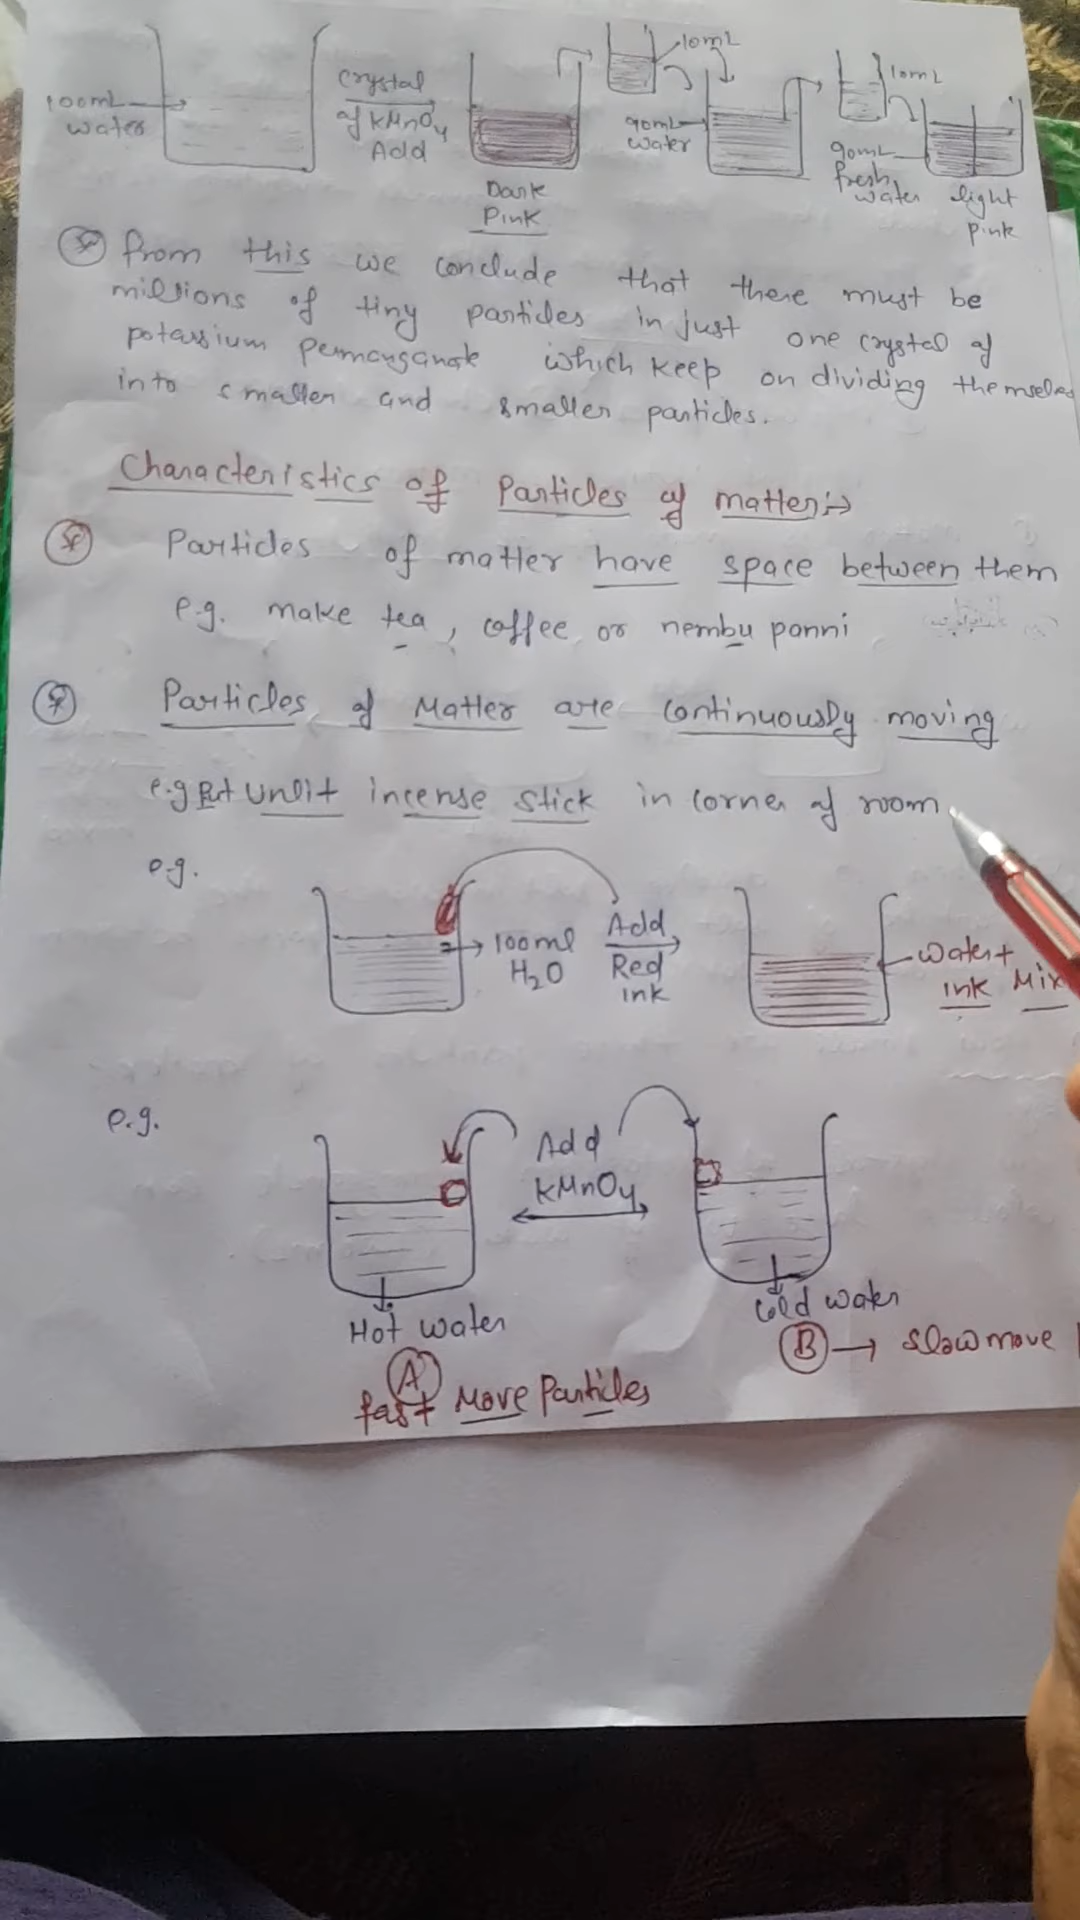 100mL water
Crystal of KMnO4 Add
Dark Pink
10mL
90mL water
10mL
90mL fresh water
light pink
from this we conclude that there must be
millions of tiny particles in just one crystal of
potassium permanganate which keep on dividing themselves
into smaller and smaller particles.
Characteristics of Particles of matter:→
Particles of matter have space between them
e.g. make tea, coffee or nembu panni
Particles of Matter are continuously moving
e.g Put Unlit incense stick in corner of room
e.g.
100ml H2O
Add Red ink
Water + ink Mix
e.g.
Add KMnO4
Hot water
Cold water
A
B → slow move
fast Move Particles